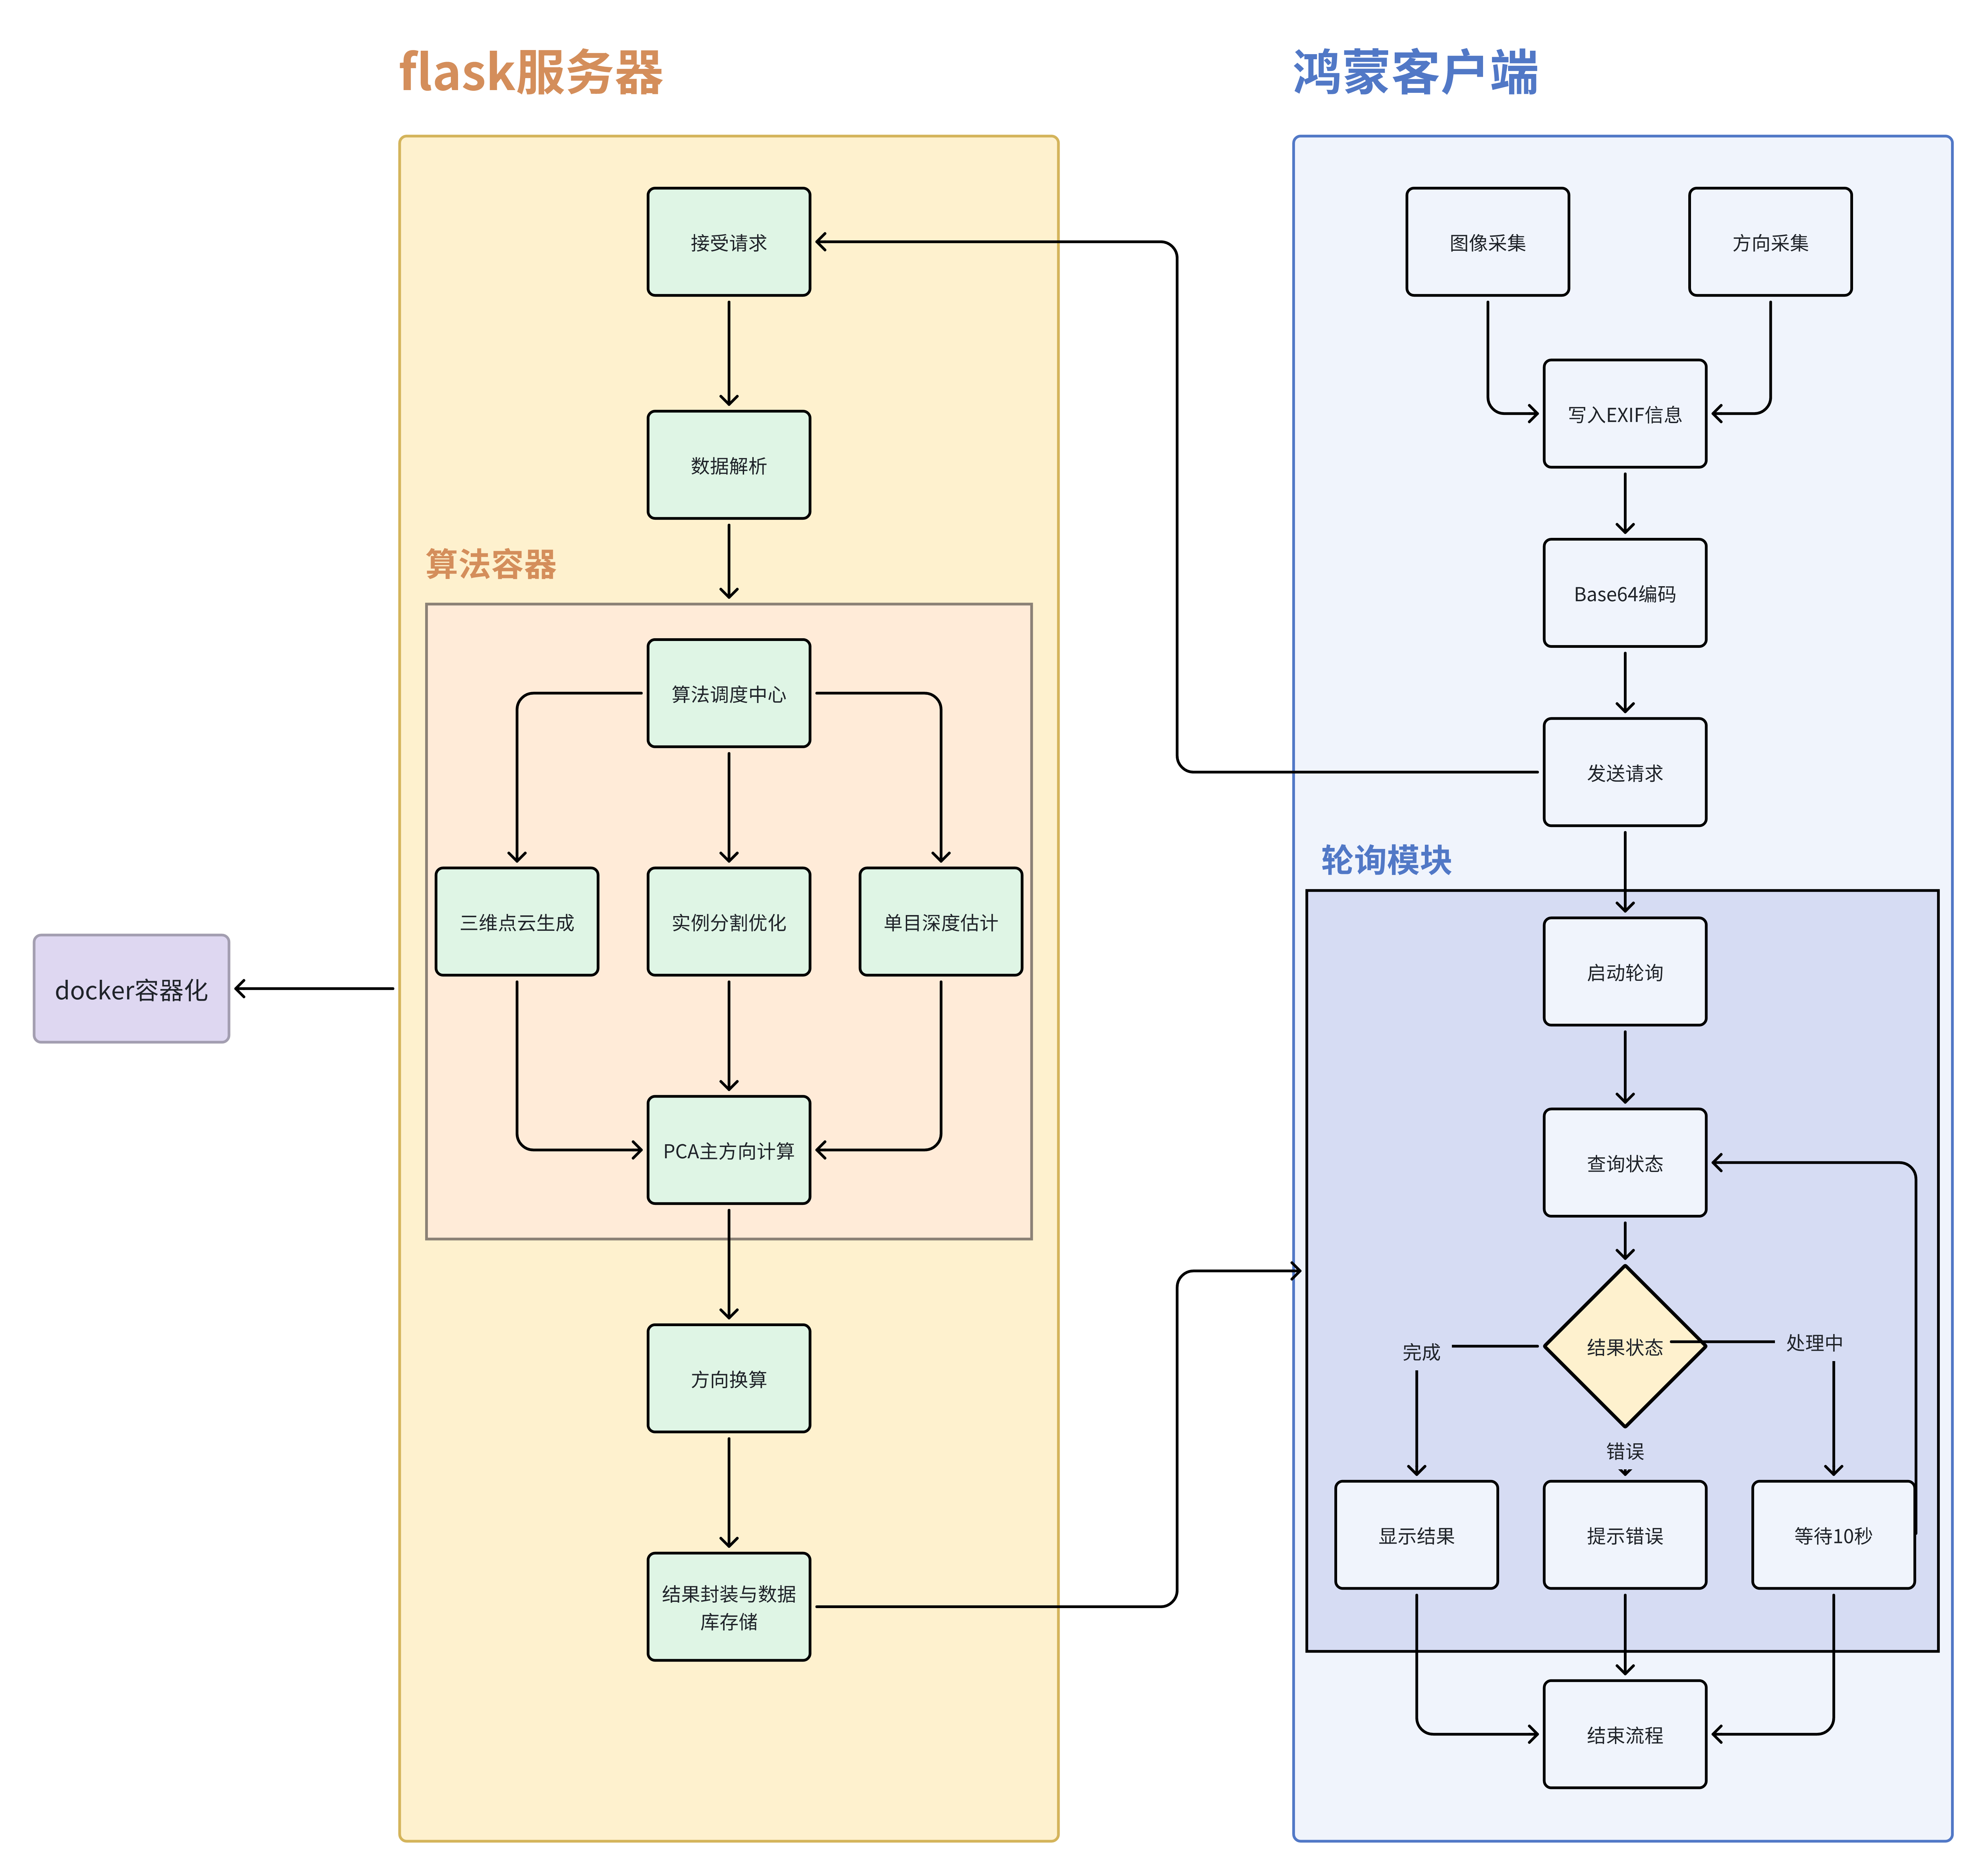 flask服务器
鸿蒙客户端
接受请求
数据解析
算法容器
算法调度中心
三维点云生成
实例分割优化
单目深度估计
docker容器化
PCA主方向计算
方向换算
结果封装与数据
库存储
图像采集
方向采集
写入EXIF信息
Base64编码
发送请求
轮询模块
启动轮询
查询状态
结果状态
完成
处理中
错误
显示结果
提示错误
等待10秒
结束流程